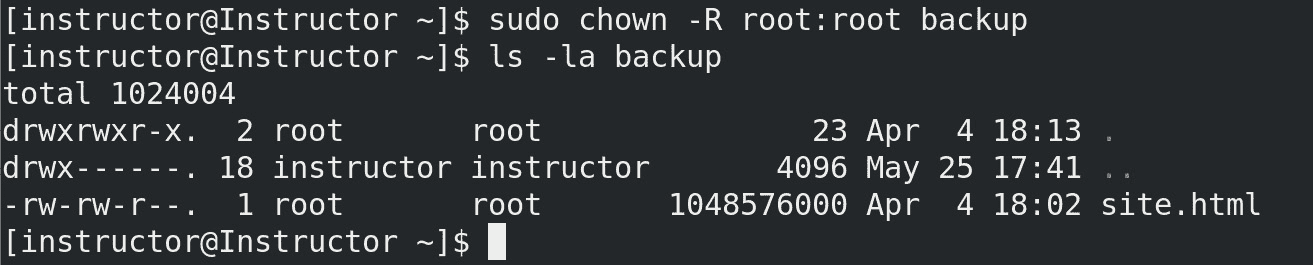 [instructor@Instructor ~]$ sudo chown -R root:root backup
[instructor@Instructor ~]$ ls -la backup
total 1024004
drwxrwxr-x.  2 root       root               23 Apr  4 18:13 .
drwx------. 18 instructor instructor       4096 May 25 17:41 ..
-rw-rw-r--.  1 root       root       1048576000 Apr  4 18:02 site.html
[instructor@Instructor ~]$